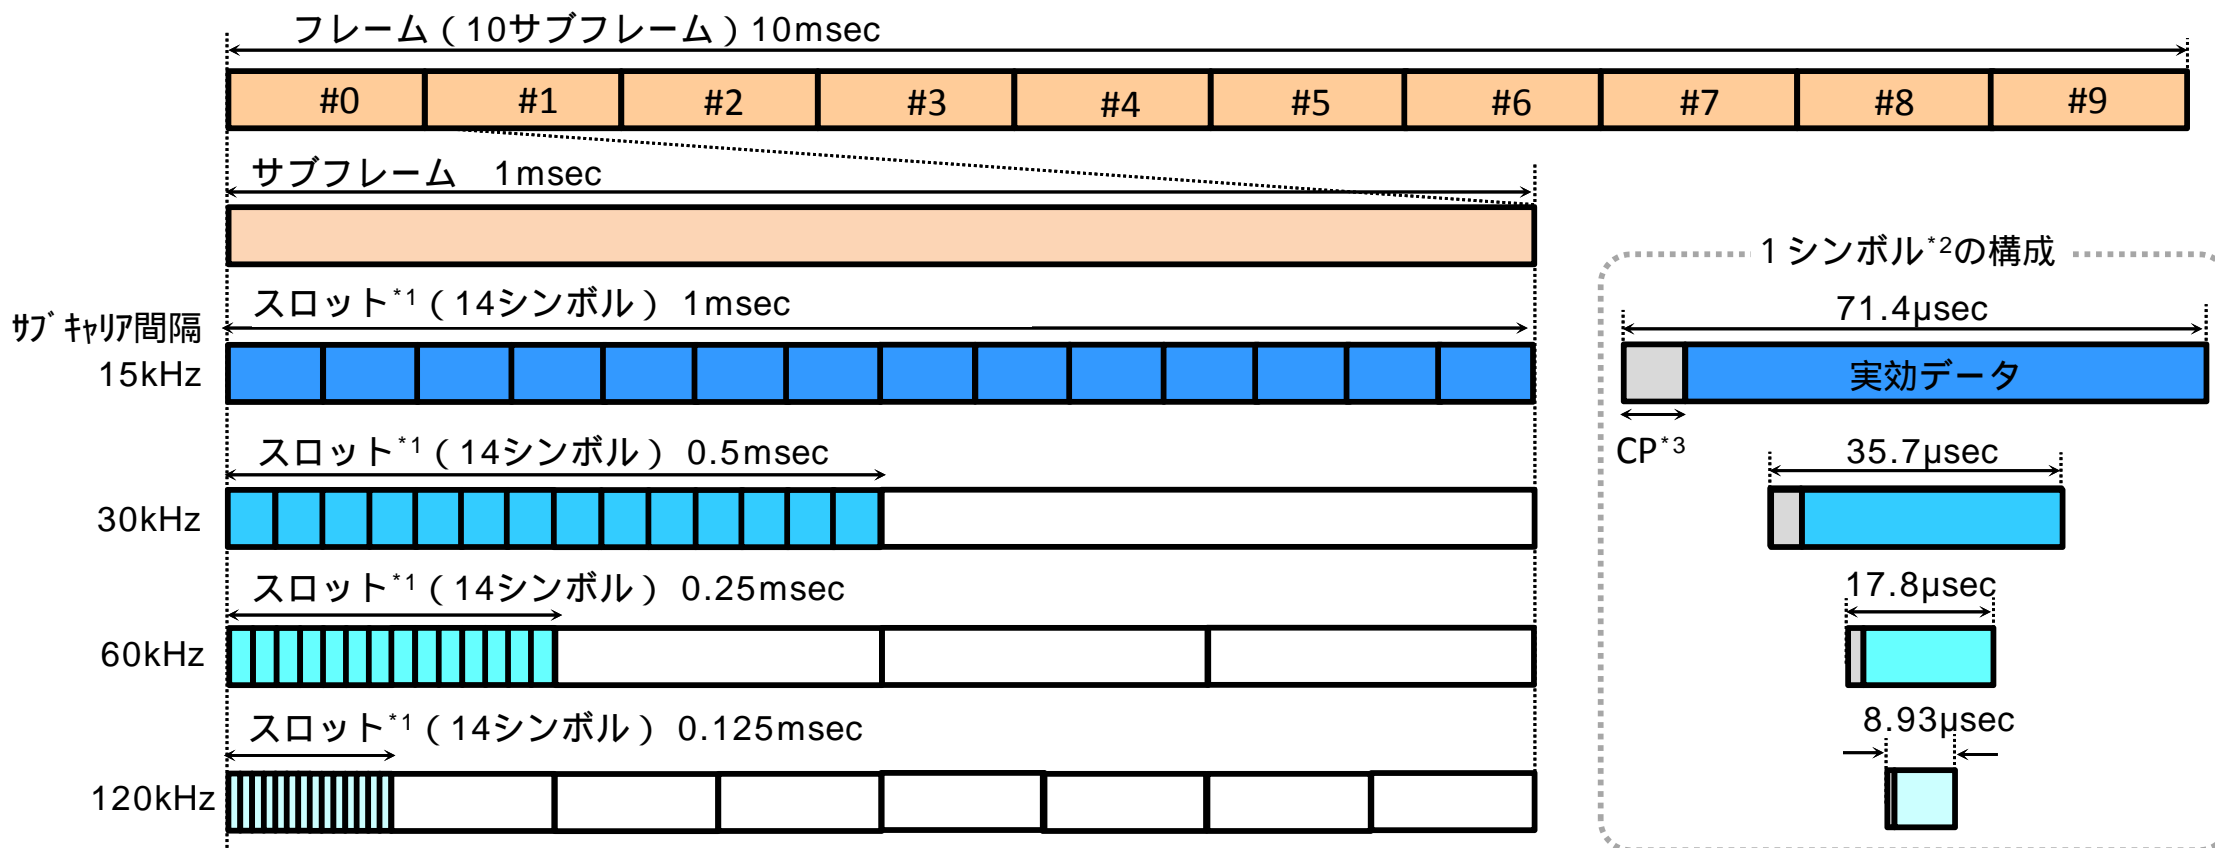 フレーム（10サブフレーム）10msec
#0 #1 #2 #3 #4 #5 #6 #7 #8 #9
サブフレーム　1msec
1シンボル*2の構成
スロット*1（14シンボル）1msec
71.4μsec
ｻﾌﾞｷｬﾘｱ間隔
15kHz
実効データ
CP*3
スロット*1（14シンボル）0.5msec
35.7μsec
30kHz
スロット*1（14シンボル）0.25msec
17.8μsec
60kHz
スロット*1（14シンボル）0.125msec
8.93μsec
120kHz